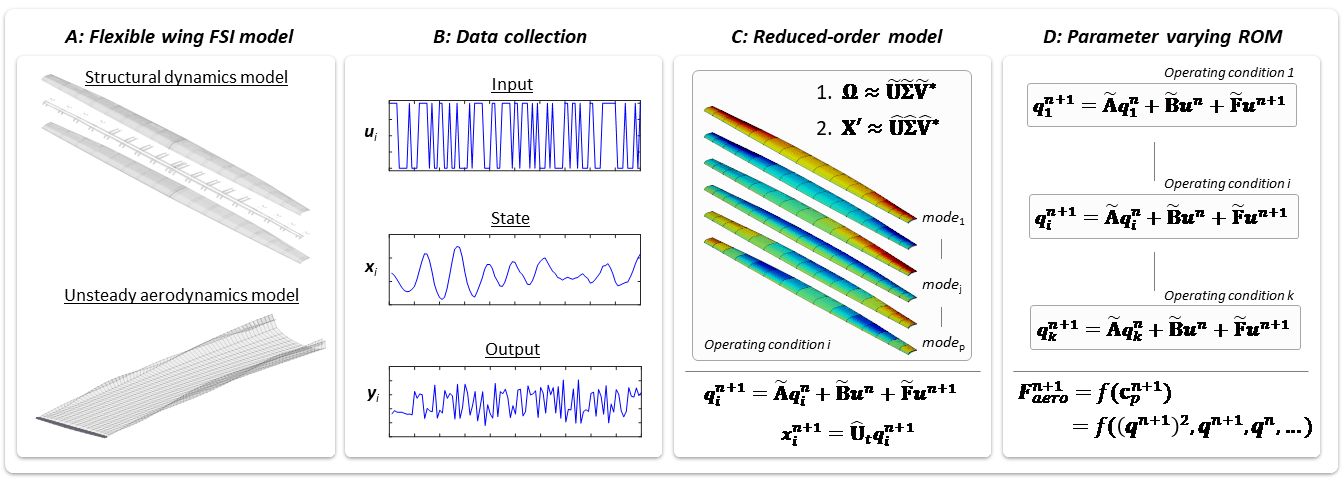 A: Flexible wing FSI model
Structural dynamics model
Unsteady aerodynamics model
B: Data collection
Input
u_i
State
x_i
Output
y_i
C: Reduced-order model
1. Ω ≈ ŨΣ̃Ṽ*
2. X′ ≈ ÛΣ̂V̂*
mode_1
mode_j
mode_p
Operating condition i
q_i^{n+1} = Ãq_i^n + B̃u^n + F̃u^{n+1}
x_i^{n+1} = Û_t q_i^{n+1}
D: Parameter varying ROM
Operating condition 1
q_1^{n+1} = Ãq_1^n + B̃u^n + F̃u^{n+1}
Operating condition i
q_i^{n+1} = Ãq_i^n + B̃u^n + F̃u^{n+1}
Operating condition k
q_k^{n+1} = Ãq_k^n + B̃u^n + F̃u^{n+1}
F_{aero}^{n+1} = f(c_p^{n+1})
= f((q^{n+1})^2, q^{n+1}, q^n, …)